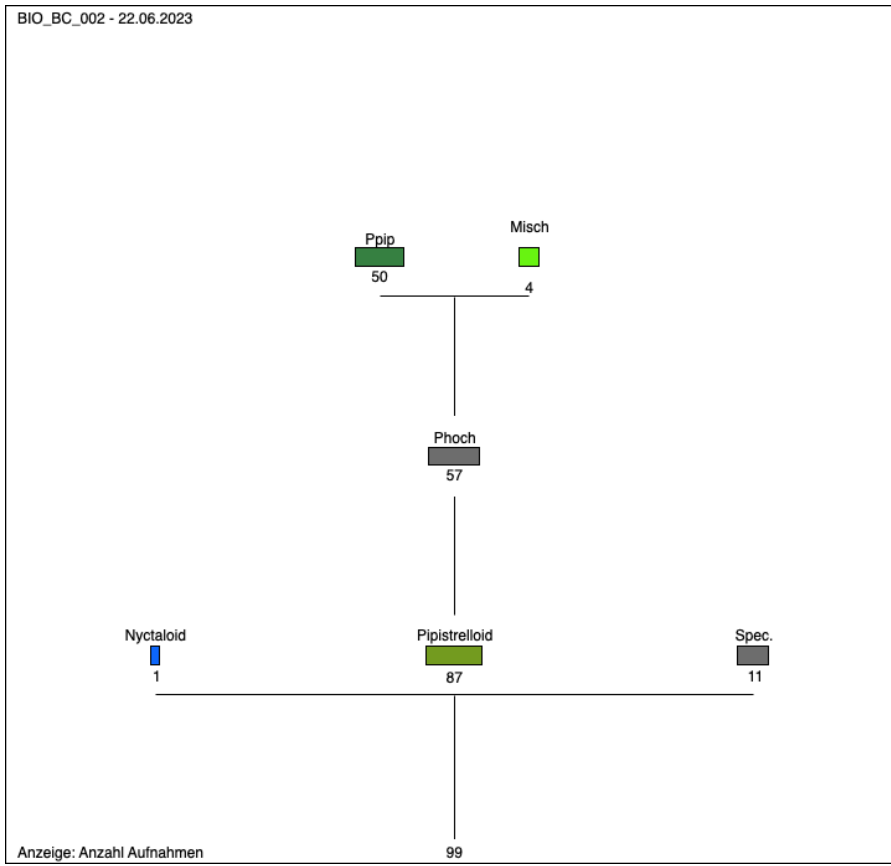 BIO_BC_002 - 22.06.2023
Misch
Ppip
50
4
Phoch
57
Nyctaloid
Pipistrelloid
Spec.
1
87
11
Anzeige: Anzahl Aufnahmen
99